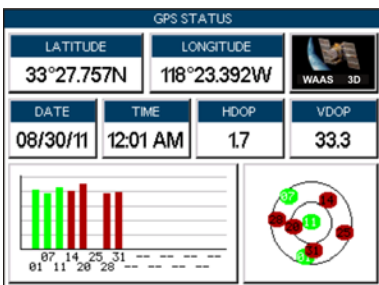 GPS STATUS
LATITUDE LONGITUDE
33°27.757N 118°23.392W WAAS 3D
DATE TIME HDOP VDOP
08/30/11 12:01 AM 1.7 33.3
07 14 25 31 -- -- --
01 11 20 28 -- -- -- --
07 14
11
20 25
31